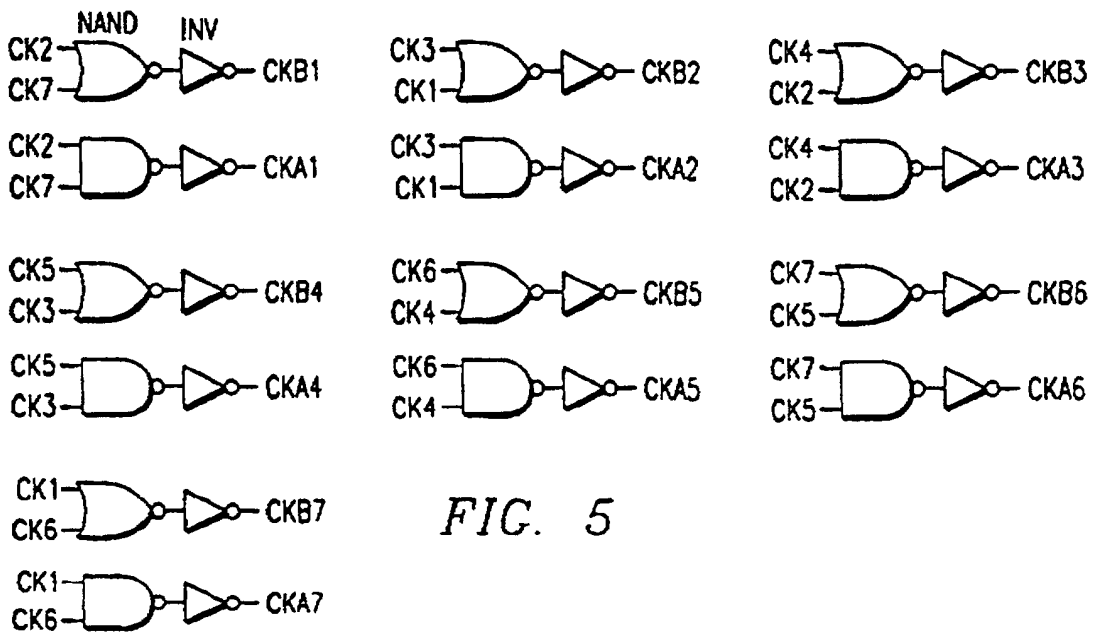 NAND INV
CK2 CK7 CKB1
CK3 CK1 CKB2
CK4 CK2 CKB3
CK2 CK7 CKA1
CK3 CK1 CKA2
CK4 CK2 CKA3
CK5 CK3 CKB4
CK6 CK4 CKB5
CK7 CK5 CKB6
CK5 CK3 CKA4
CK6 CK4 CKA5
CK7 CK5 CKA6
CK1 CK6 CKB7
CK1 CK6 CKA7
FIG. 5